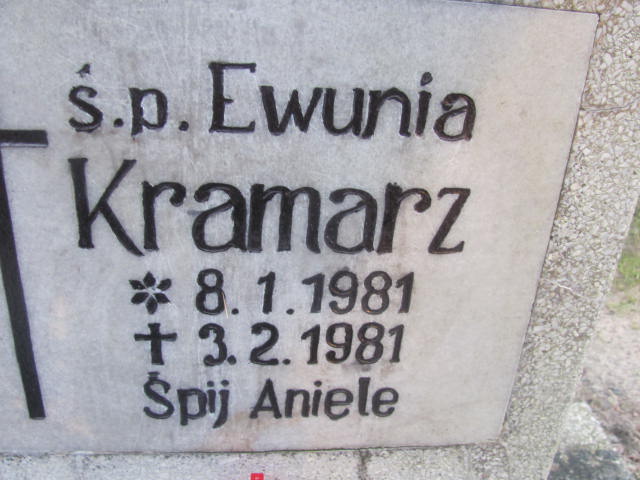 ś.p. Ewunia
Kramarz
* 8.1.1981
✝ 3.2.1981
Śpij Aniele